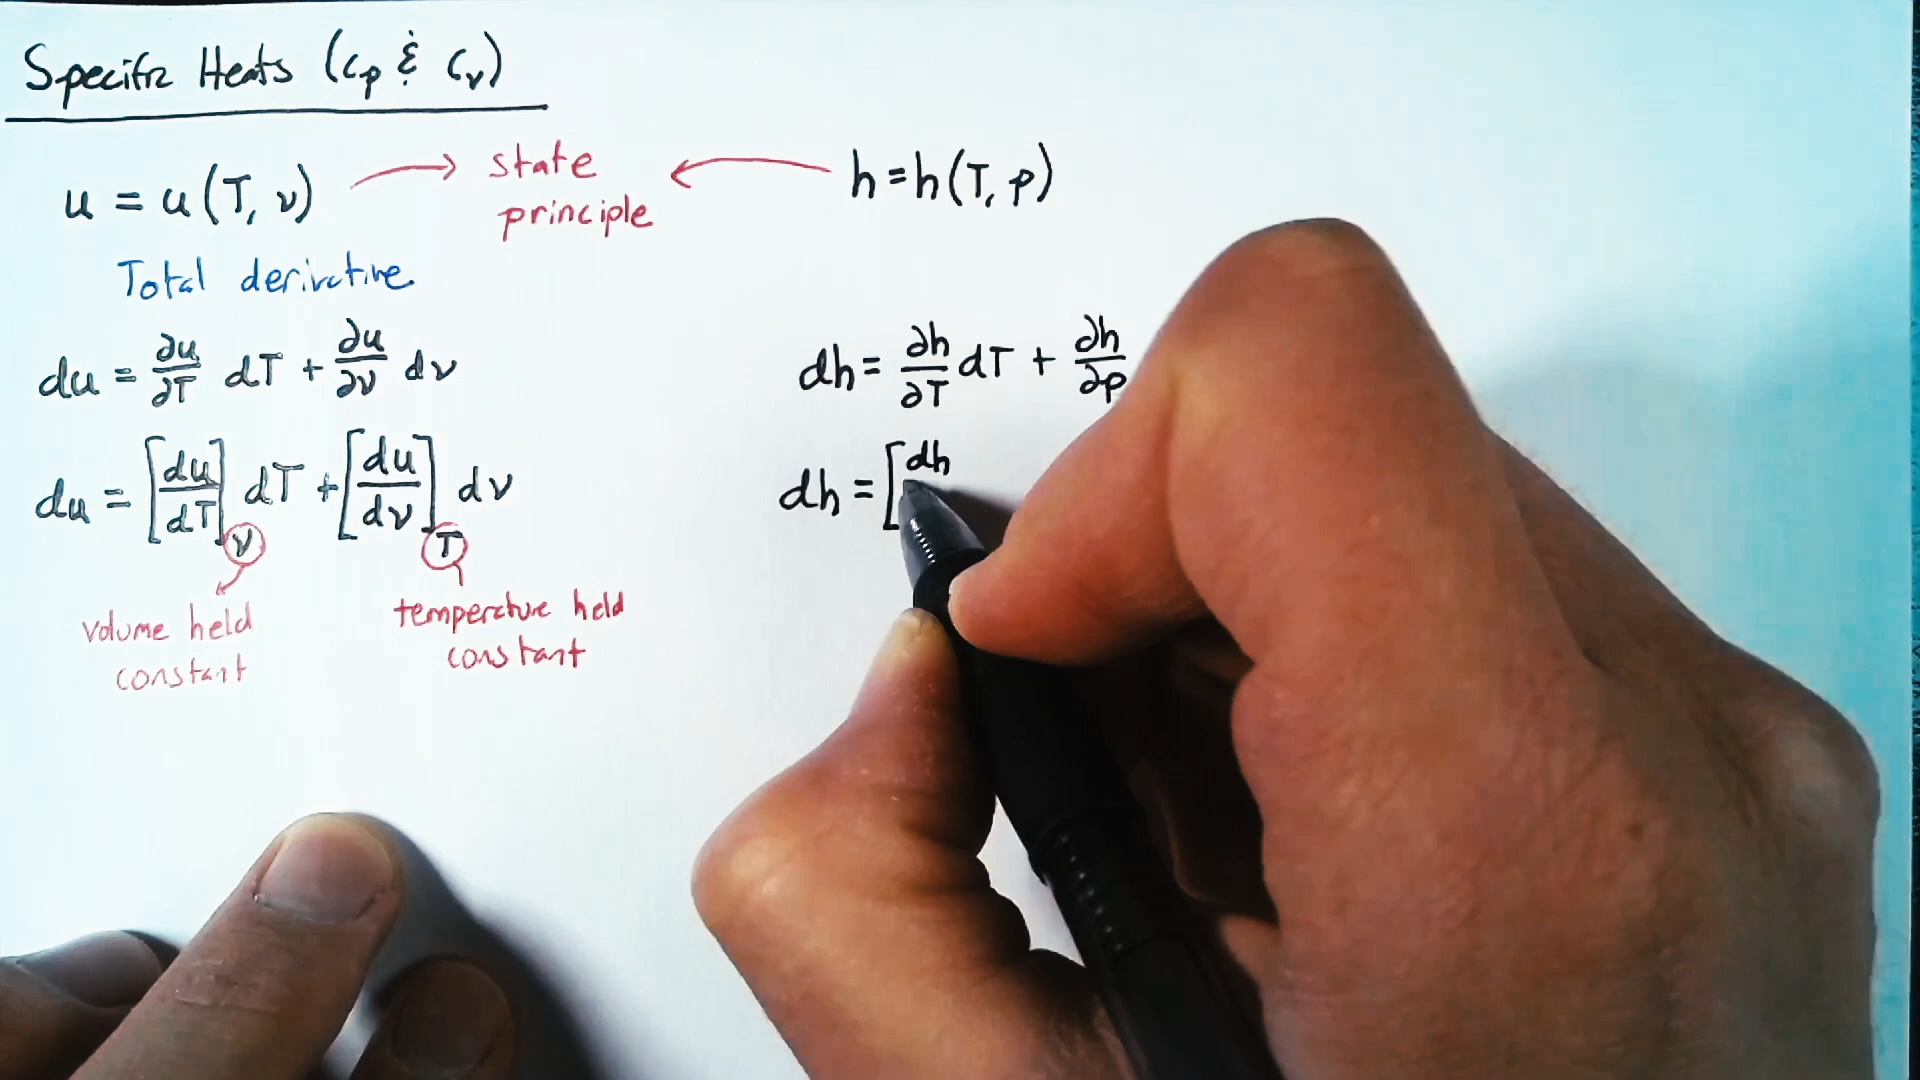 Specific Heats (cp & cv)
u = u(T, v)
state principle
h = h(T, p)
Total derivative
du = ∂u/∂T dT + ∂u/∂v dv
dh = ∂h/∂T dT + ∂h/∂p
du = [du/dT]v dT + [du/dv]T dv
dh = [dh
volume held
constant
temperature held
constant